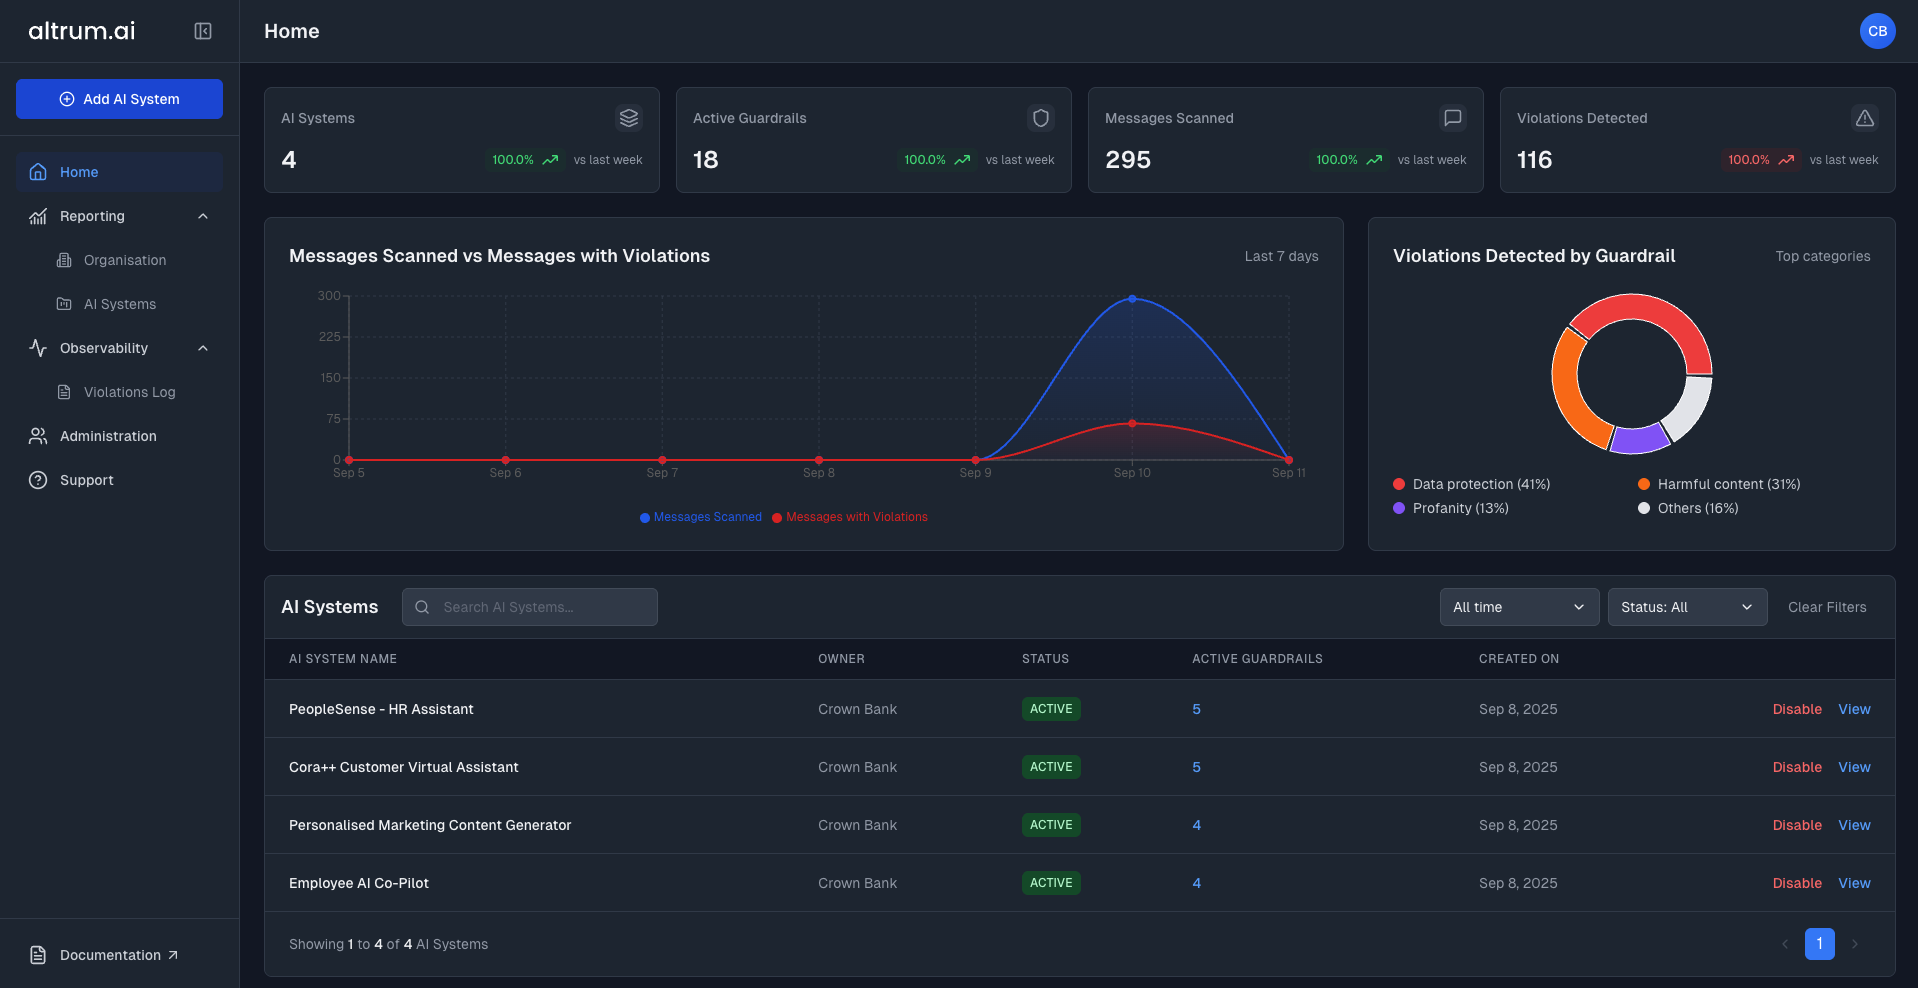 altrum.ai
Home
CB
Add AI System
Home
Reporting
Organisation
AI Systems
Observability
Violations Log
Administration
Support
Documentation
AI Systems
4
100.0%
vs last week
Active Guardrails
18
100.0%
vs last week
Messages Scanned
295
100.0%
vs last week
Violations Detected
116
100.0%
vs last week
Messages Scanned vs Messages with Violations
Last 7 days
300
225
150
75
0
Sep 5 Sep 6 Sep 7 Sep 8 Sep 9 Sep 10 Sep 11
Messages Scanned Messages with Violations
Violations Detected by Guardrail
Top categories
Data protection (41%) Harmful content (31%)
Profanity (13%) Others (16%)
AI Systems
Search AI Systems...
All time
Status: All
Clear Filters
AI SYSTEM NAME OWNER STATUS ACTIVE GUARDRAILS CREATED ON
PeopleSense - HR Assistant Crown Bank ACTIVE 5 Sep 8, 2025 Disable View
Cora++ Customer Virtual Assistant Crown Bank ACTIVE 5 Sep 8, 2025 Disable View
Personalised Marketing Content Generator Crown Bank ACTIVE 4 Sep 8, 2025 Disable View
Employee AI Co-Pilot Crown Bank ACTIVE 4 Sep 8, 2025 Disable View
Showing 1 to 4 of 4 AI Systems
1